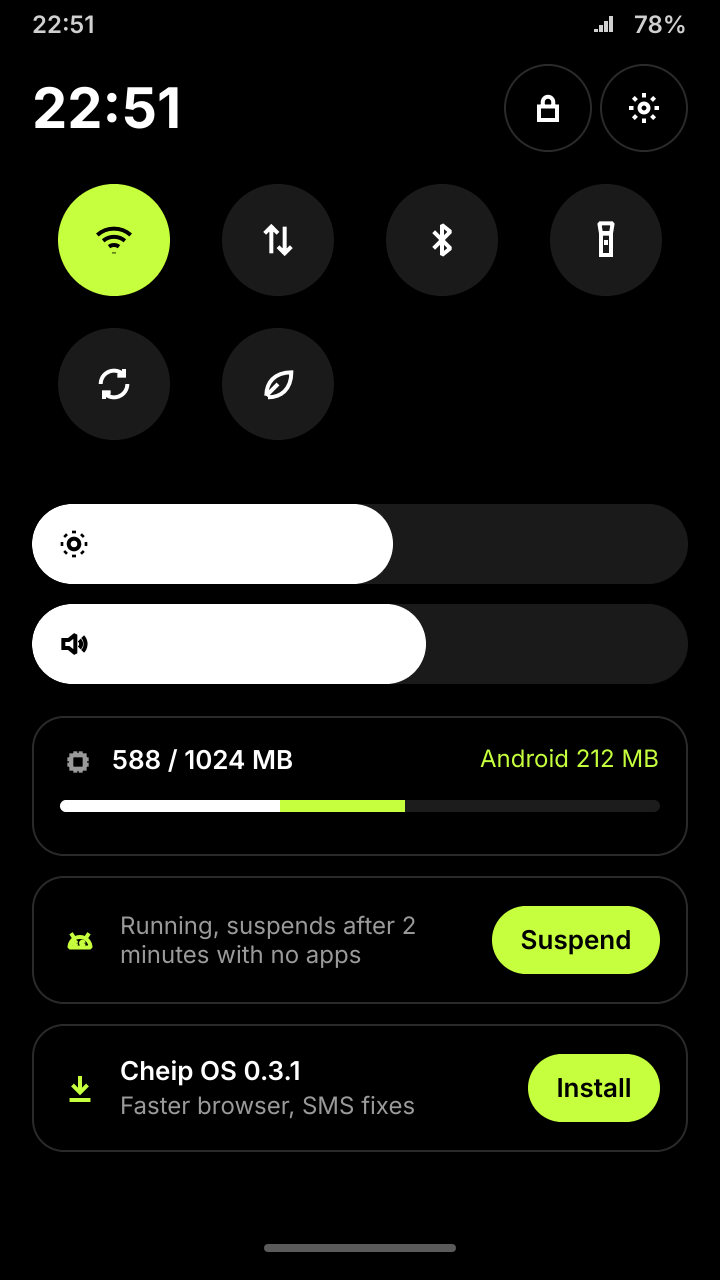 22:51
78%
22:51
588 / 1024 MB
Android 212 MB
Running, suspends after 2
minutes with no apps
Suspend
Cheip OS 0.3.1
Faster browser, SMS fixes
Install